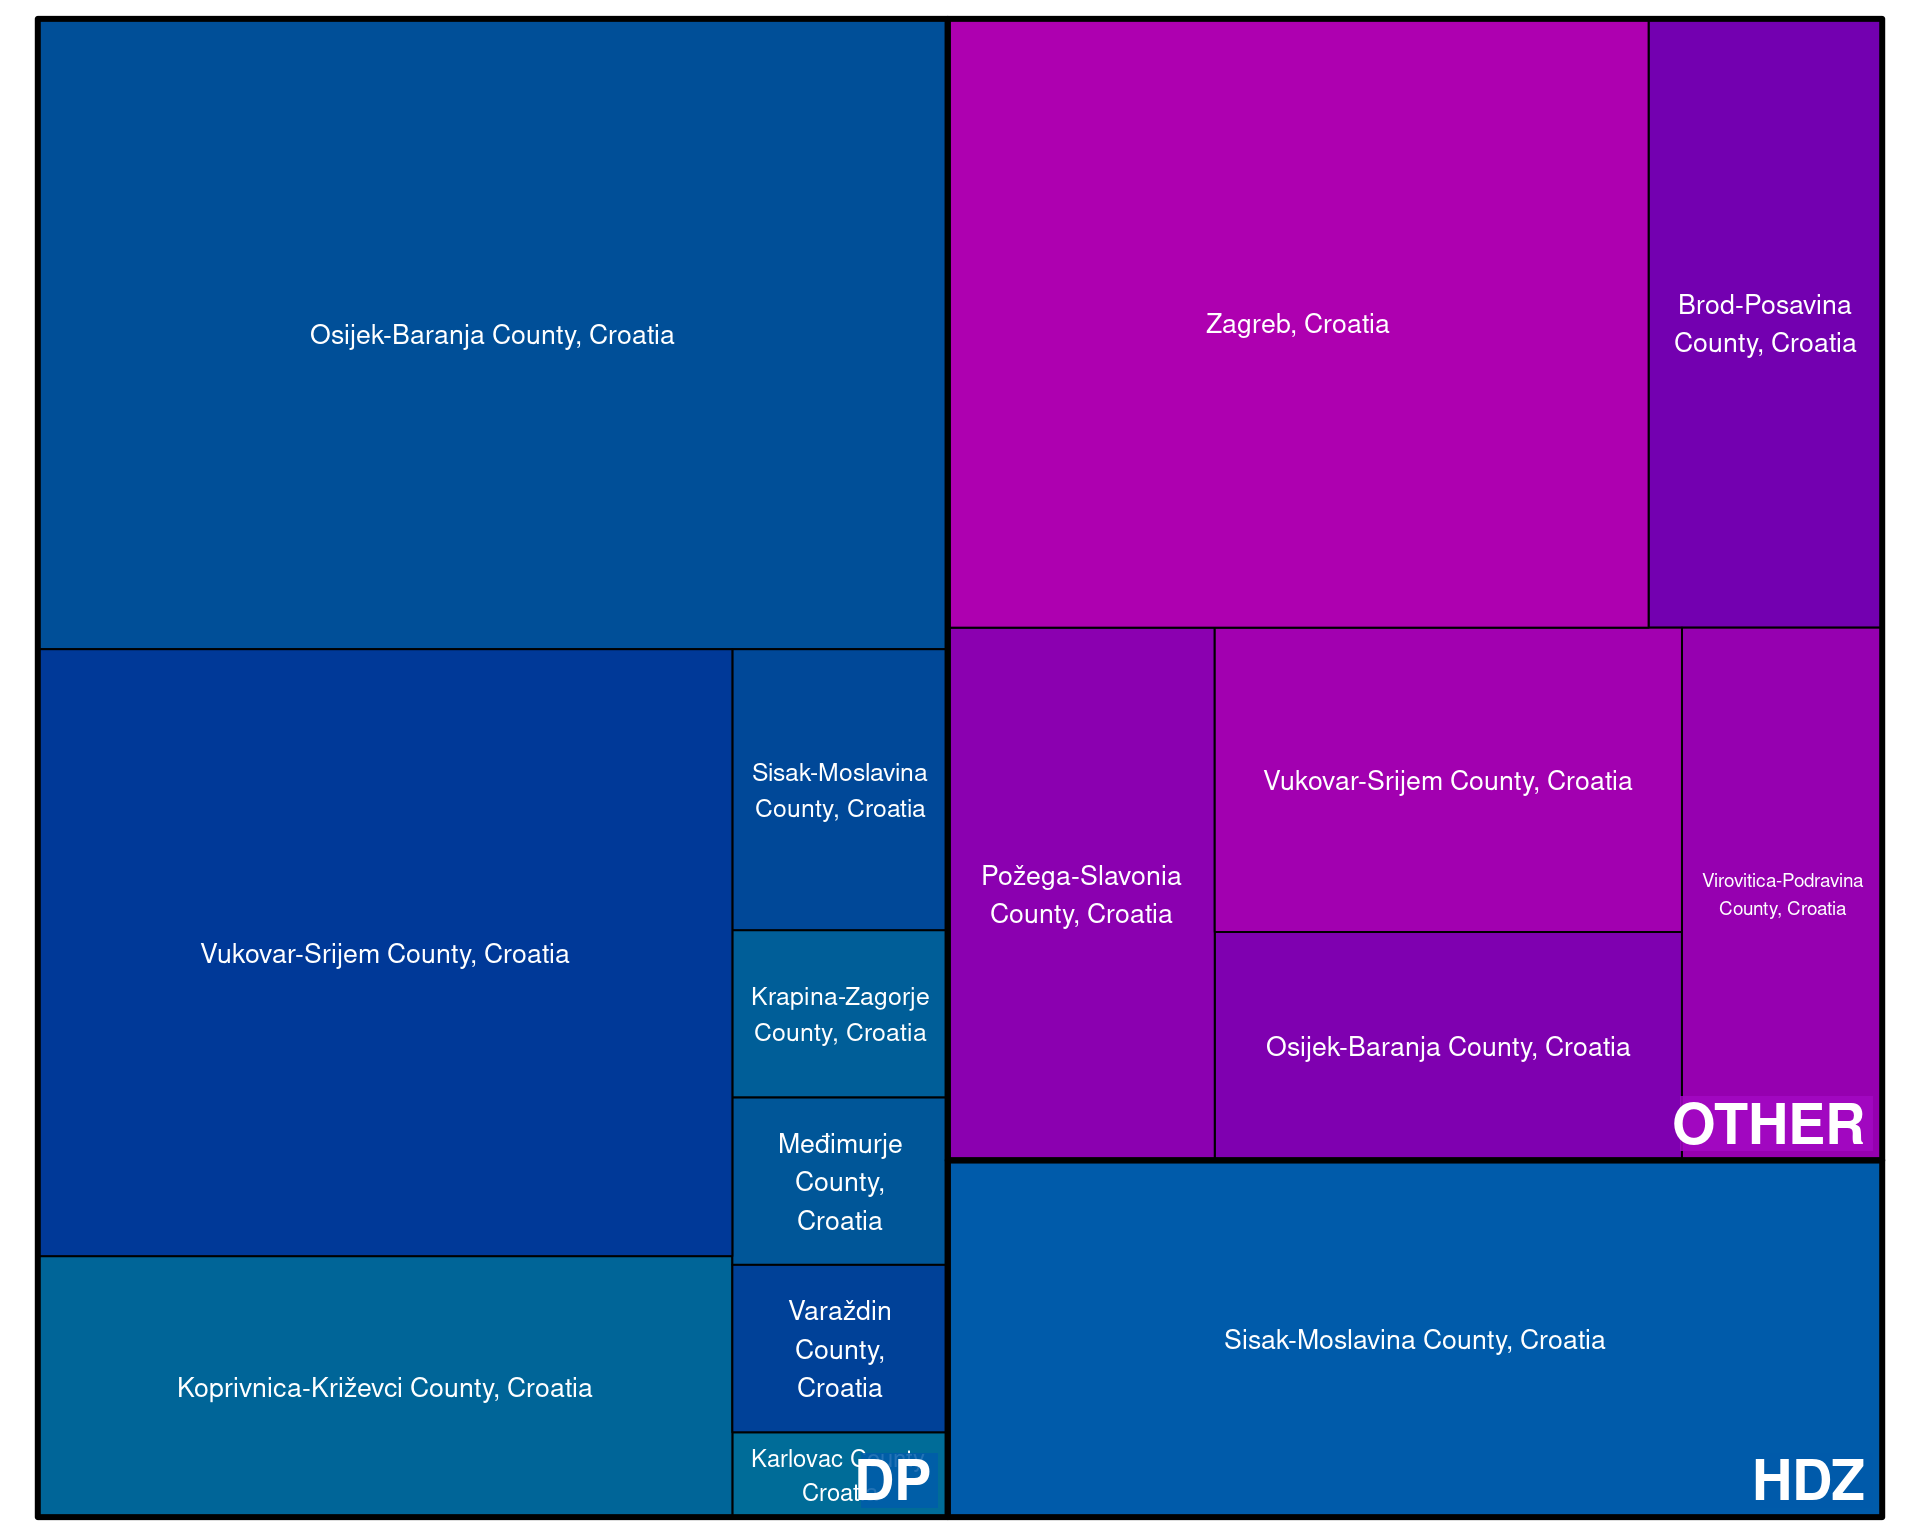 Osijek-Baranja County, Croatia
Vukovar-Srijem County, Croatia
Sisak-Moslavina
County, Croatia
Krapina-Zagorje
County, Croatia
Međimurje
County,
Croatia
Varaždin
County,
Croatia
Koprivnica-Križevci County, Croatia
Karlovac County,
Croatia
DP
Zagreb, Croatia
Brod-Posavina
County, Croatia
Požega-Slavonia
County, Croatia
Vukovar-Srijem County, Croatia
Osijek-Baranja County, Croatia
Virovitica-Podravina
County, Croatia
OTHER
Sisak-Moslavina County, Croatia
HDZ